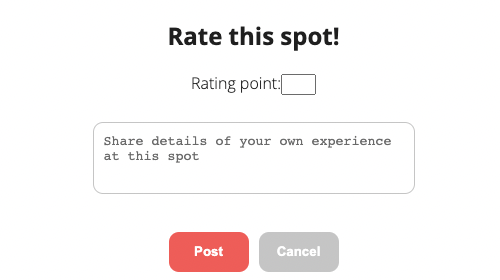 Rate this spot!
Rating point:
Share details of your own experience
at this spot
Post
Cancel